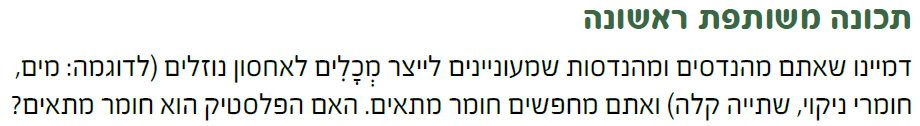 תכונה משותפת ראשונה
דמיינו שאתם מהנדסים ומהנדסות שמעוניינים לייצר מְכָלִים לאחסון נוזלים (לדוגמה: מים,
חומרי ניקוי, שתייה קלה) ואתם מחפשים חומר מתאים. האם הפלסטיק הוא חומר מתאים?